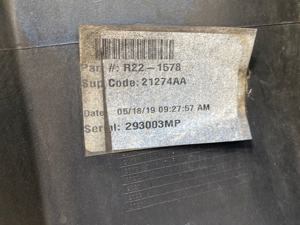 Part #: R22-1578
Sup Code: 21274AA
Date: 05/18/19 09:27:57 AM
Serial: 293003MP